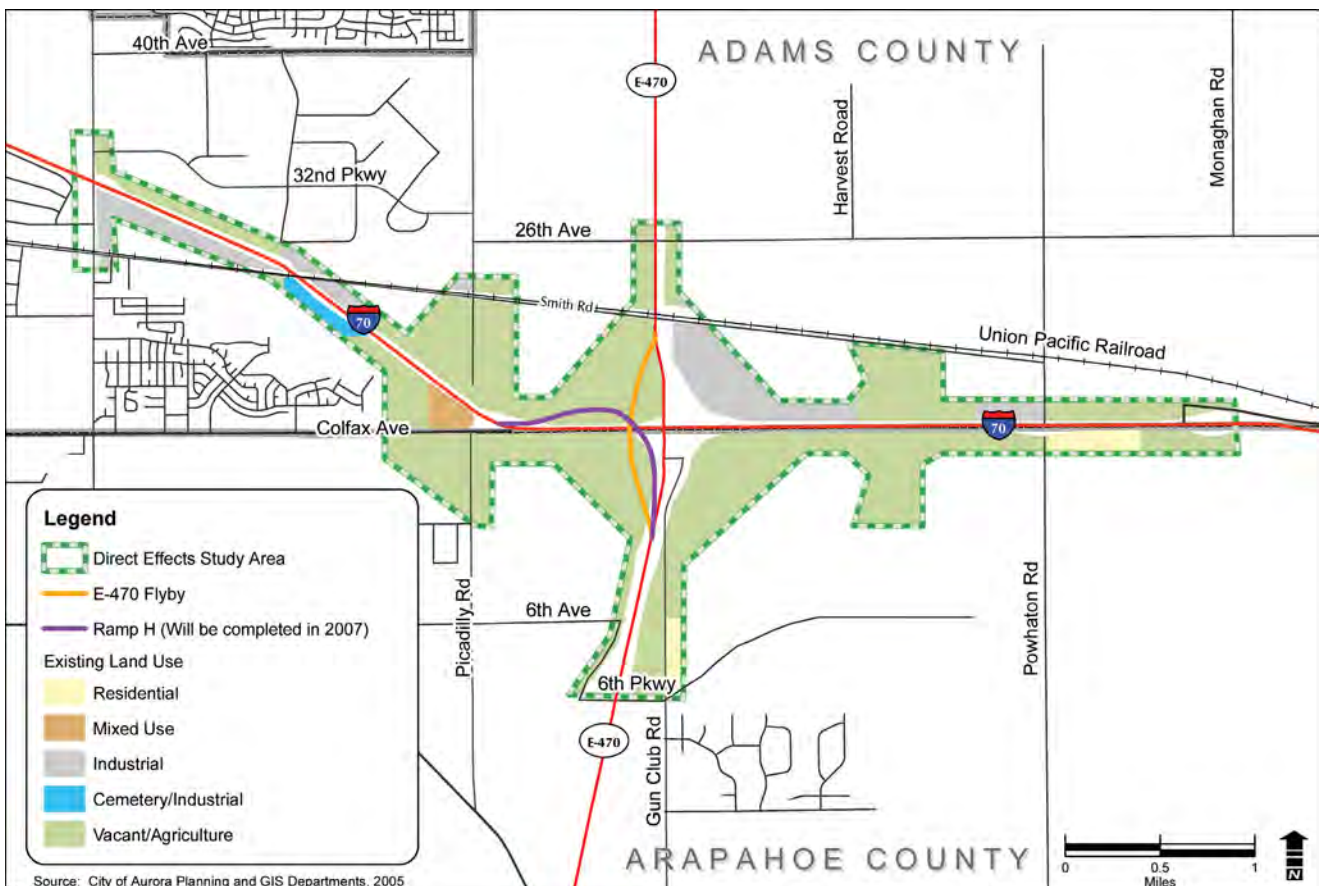 40th Ave
ADAMS COUNTY
E-470
Harvest Road
Monaghan Rd
32nd Pkwy
26th Ave
Smith Rd
Union Pacific Railroad
70
Colfax Ave
70
Legend
Direct Effects Study Area
E-470 Flyby
Ramp H (Will be completed in 2007)
Existing Land Use
Residential
Mixed Use
Industrial
Cemetery/Industrial
Vacant/Agriculture
Picadilly Rd
6th Ave
Powhaton Rd
6th Pkwy
E-470
Gun Club Rd
ARAPAHOE COUNTY
0 0.5 1
Miles
N
Source: City of Aurora Planning and GIS Departments, 2005